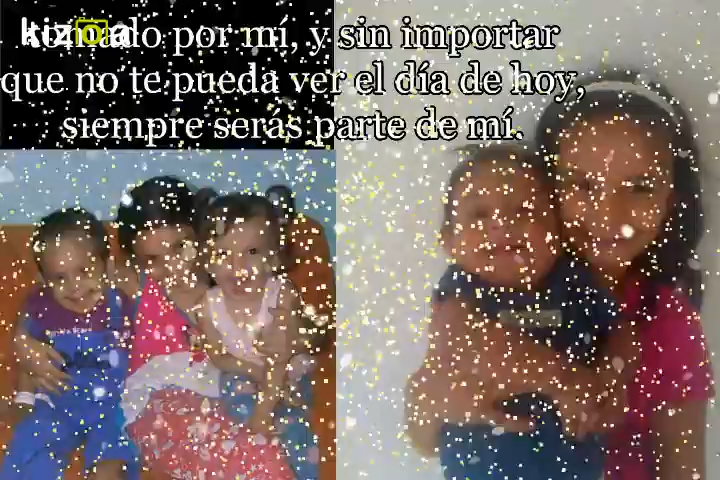 kizoa
por mí, y sin importar
que no te pueda ver el día de hoy,
siempre serás parte de mí.